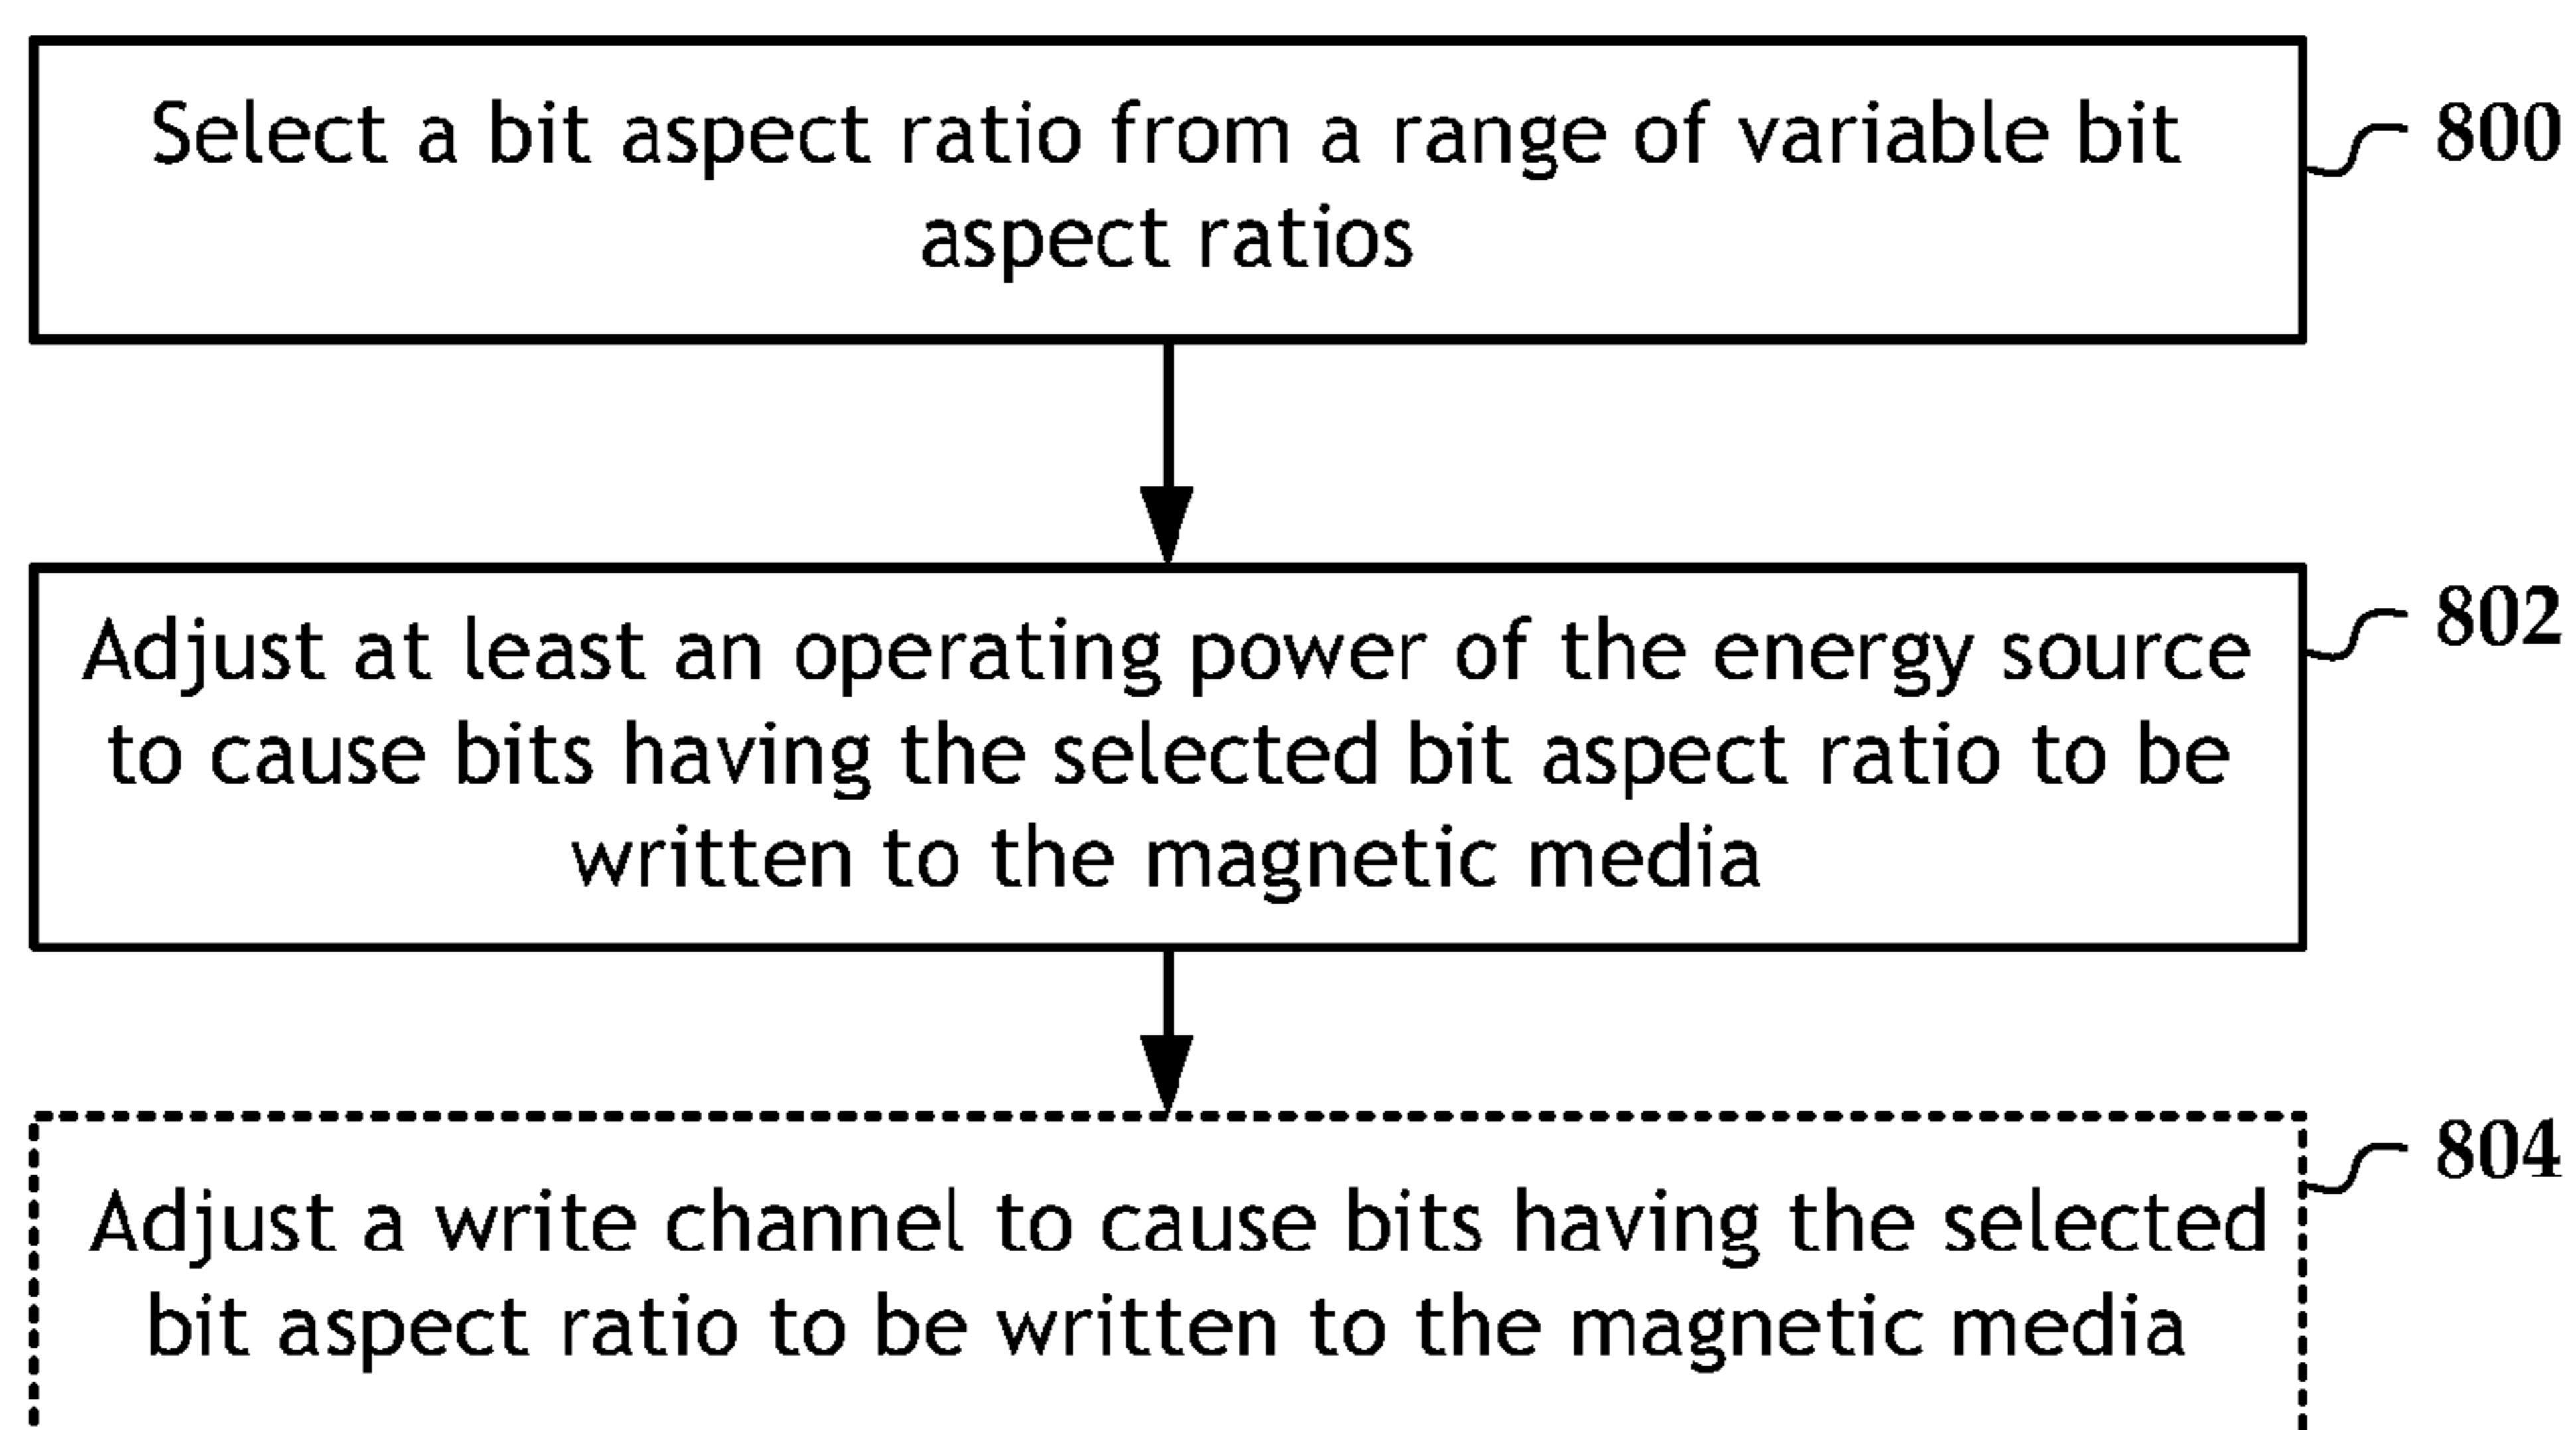 Select a bit aspect ratio from a range of variable bit
aspect ratios
800
Adjust at least an operating power of the energy source
to cause bits having the selected bit aspect ratio to be
written to the magnetic media
802
Adjust a write channel to cause bits having the selected
bit aspect ratio to be written to the magnetic media
804